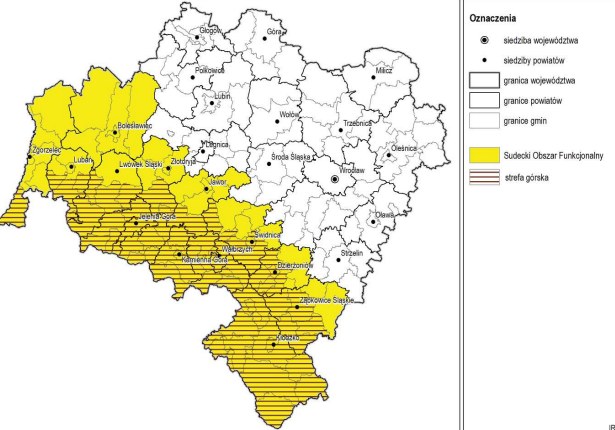 Oznaczenia
siedziba województwa
siedziby powiatów
granica województwa
granice powiatów
granice gmin
Sudecki Obszar Funkcjonalny
strefa górska
Głogów
Góra
Polkowice
Milicz
Lubin
Wołów
Trzebnica
Bolesławiec
Legnica
Oleśnica
Zgorzelec
Lubań
Lwówek Śląski
Złotoryja
Środa Śląska
Wrocław
Jawor
Jelenia Góra
Oława
Świdnica
Wałbrzych
Kamienna Góra
Strzelin
Dzierżoniów
Ząbkowice Śląskie
Kłodzko